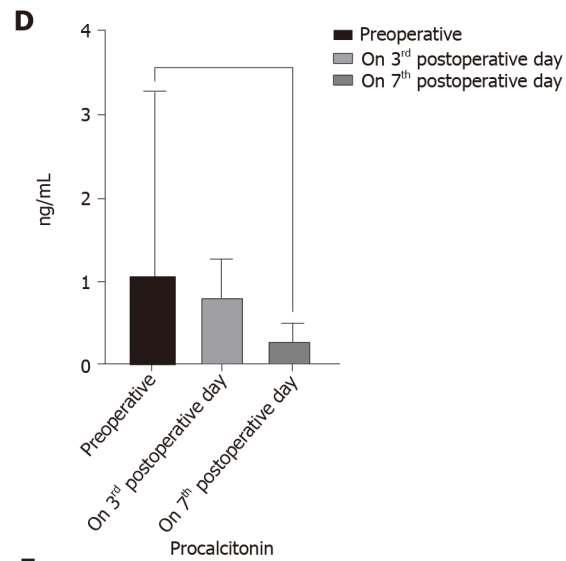 D
Preoperative
On 3rd postoperative day
On 7th postoperative day
4
3
2
1
0
ng/mL
Preoperative
On 3rd postoperative day
On 7th postoperative day
Procalcitonin